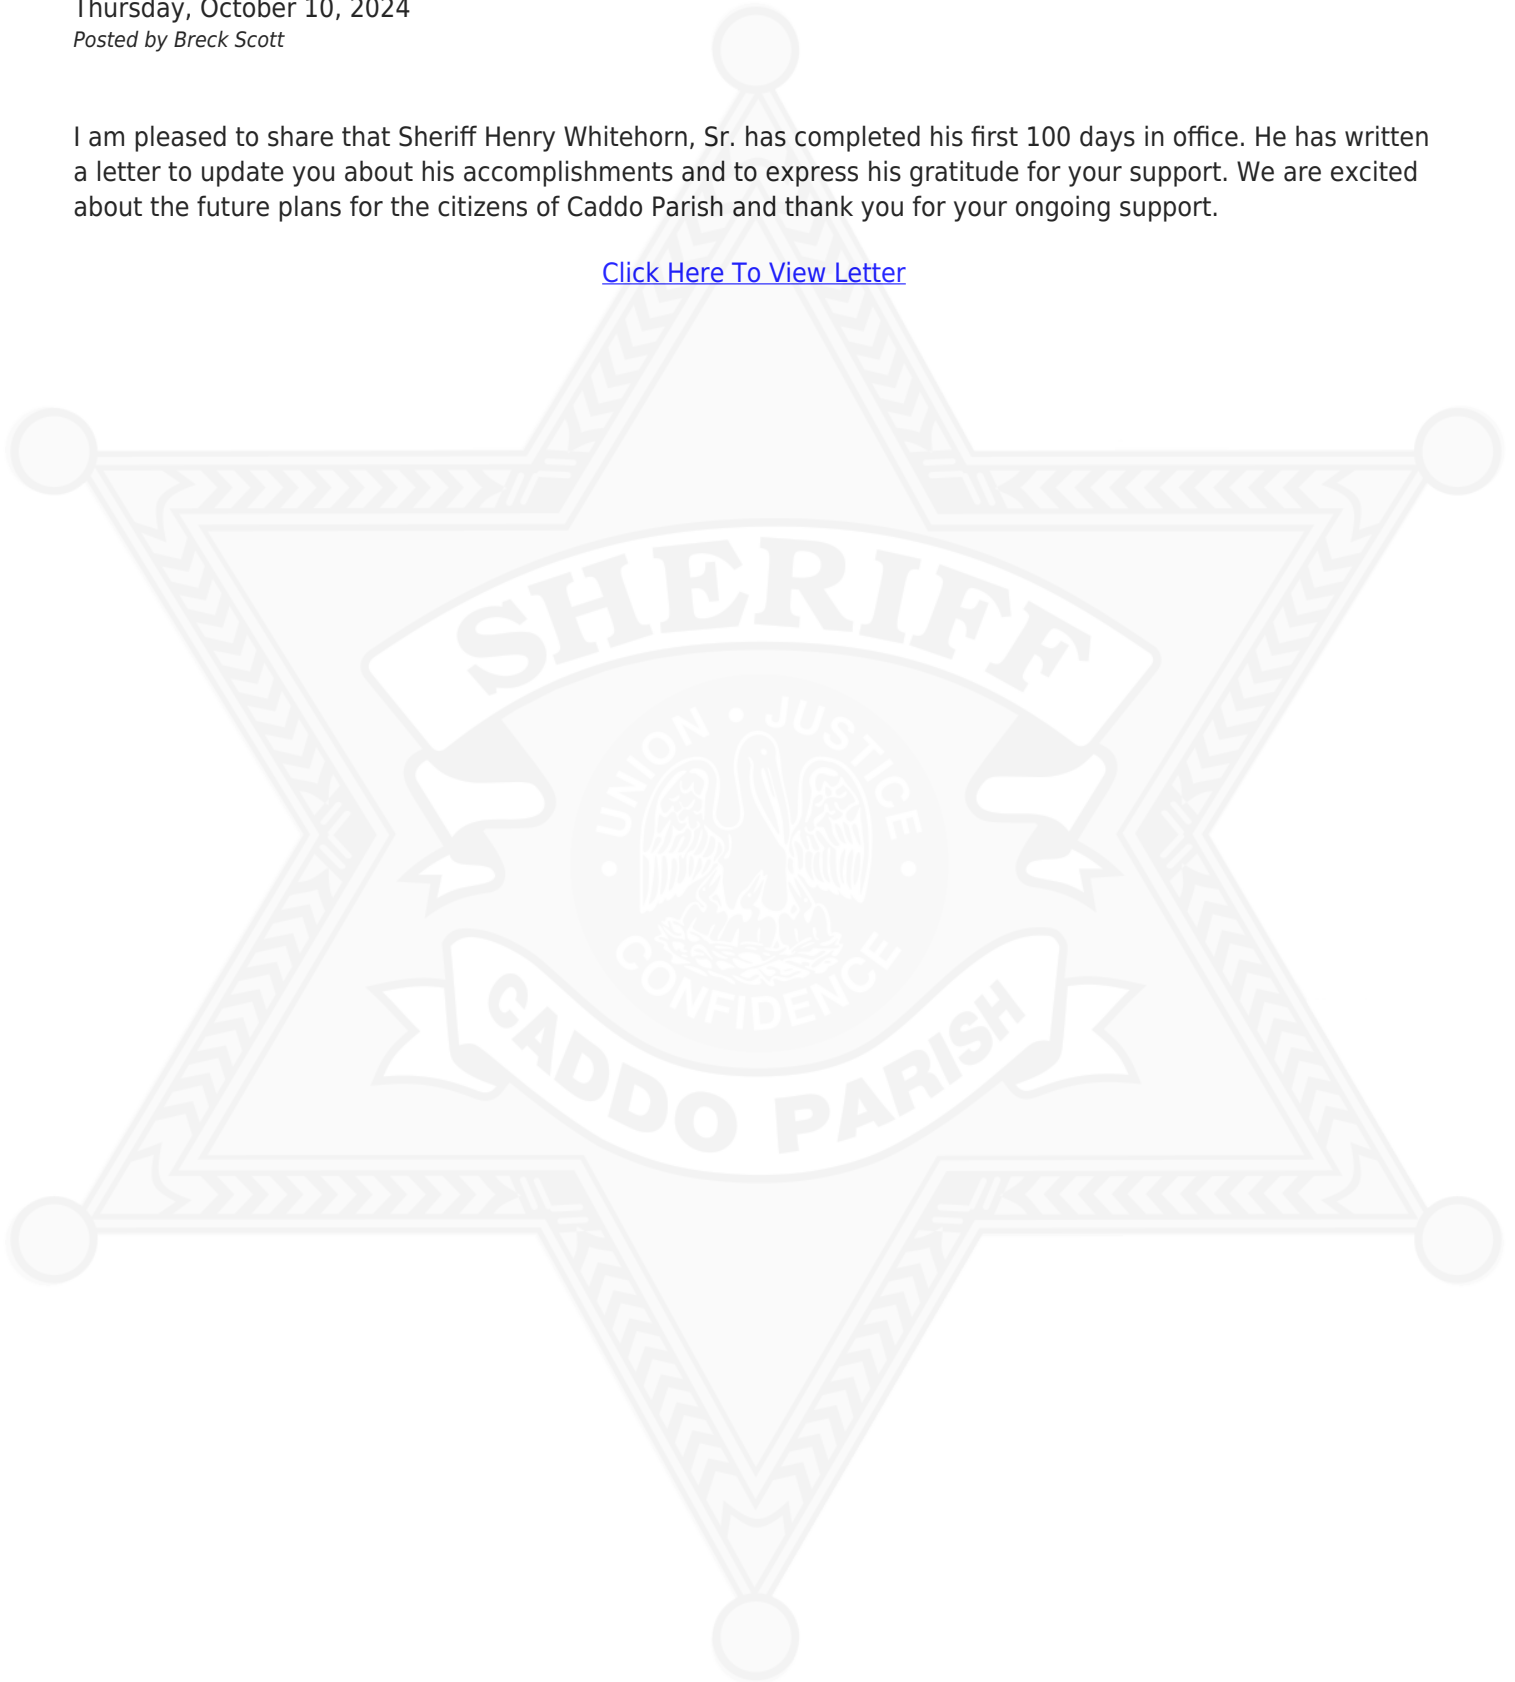 Thursday, October 10, 2024
Posted by Breck Scott
I am pleased to share that Sheriff Henry Whitehorn, Sr. has completed his first 100 days in office. He has written
a letter to update you about his accomplishments and to express his gratitude for your support. We are excited
about the future plans for the citizens of Caddo Parish and thank you for your ongoing support.
Click Here To View Letter
SHERIFF
UNION • JUSTICE
CONFIDENCE
CADDO PARISH